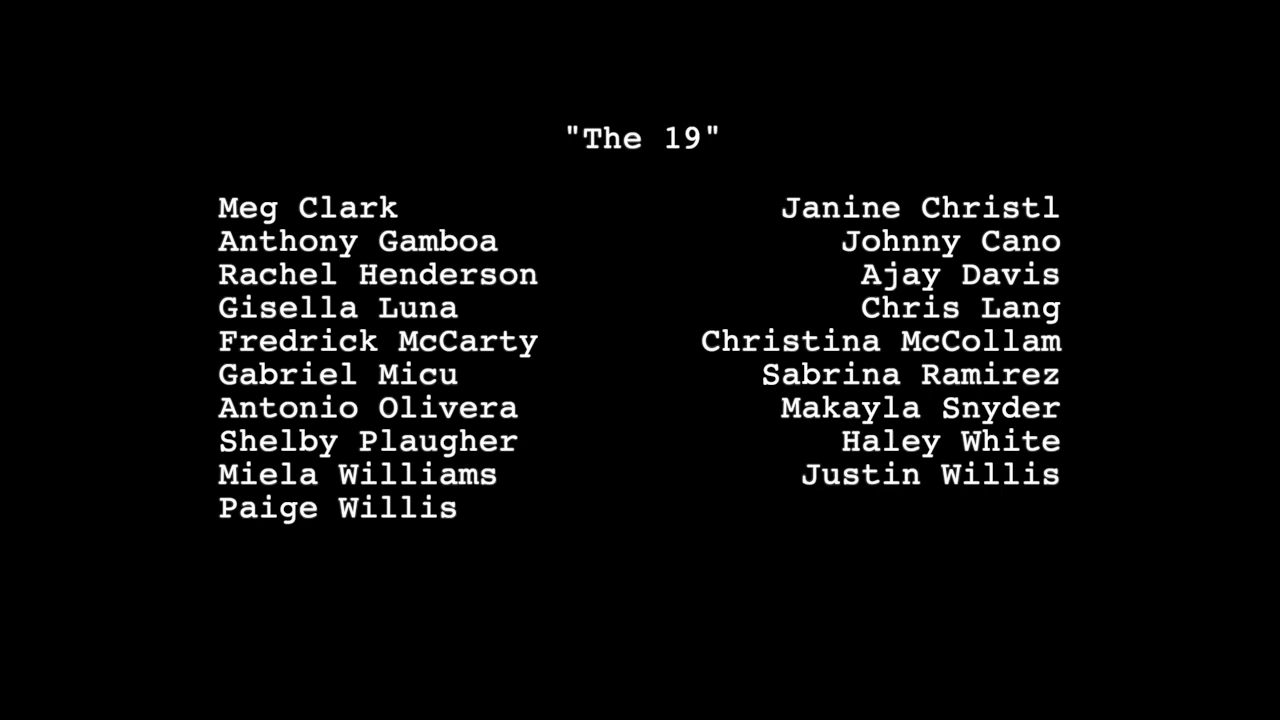 "The 19"
Meg Clark
Anthony Gamboa
Rachel Henderson
Gisella Luna
Fredrick McCarty
Gabriel Micu
Antonio Olivera
Shelby Plaugher
Miela Williams
Paige Willis
Janine Christl
Johnny Cano
Ajay Davis
Chris Lang
Christina McCollam
Sabrina Ramirez
Makayla Snyder
Haley White
Justin Willis